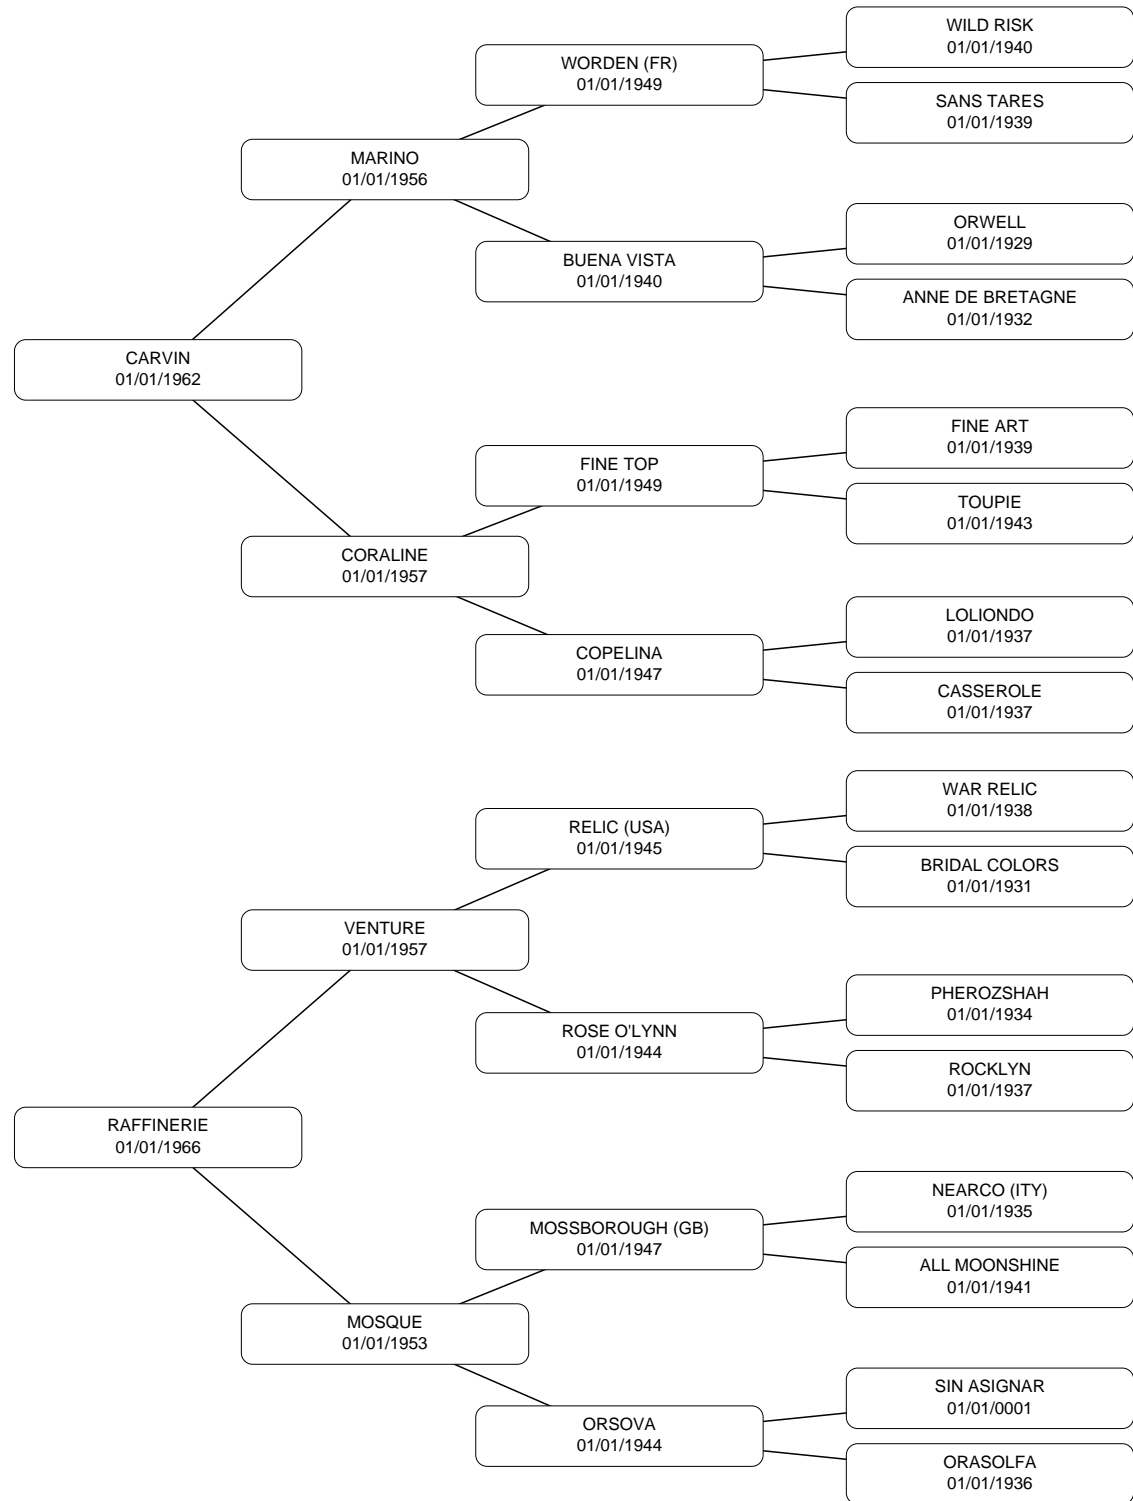 WILD RISK
01/01/1940
WORDEN (FR)
01/01/1949
SANS TARES
01/01/1939
MARINO
01/01/1956
ORWELL
01/01/1929
BUENA VISTA
01/01/1940
ANNE DE BRETAGNE
01/01/1932
CARVIN
01/01/1962
FINE ART
01/01/1939
FINE TOP
01/01/1949
TOUPIE
01/01/1943
CORALINE
01/01/1957
LOLIONDO
01/01/1937
COPELINA
01/01/1947
CASSEROLE
01/01/1937
WAR RELIC
01/01/1938
RELIC (USA)
01/01/1945
BRIDAL COLORS
01/01/1931
VENTURE
01/01/1957
PHEROZSHAH
01/01/1934
ROSE O'LYNN
01/01/1944
ROCKLYN
01/01/1937
RAFFINERIE
01/01/1966
NEARCO (ITY)
01/01/1935
MOSSBOROUGH (GB)
01/01/1947
ALL MOONSHINE
01/01/1941
MOSQUE
01/01/1953
SIN ASIGNAR
01/01/0001
ORSOVA
01/01/1944
ORASOLFA
01/01/1936